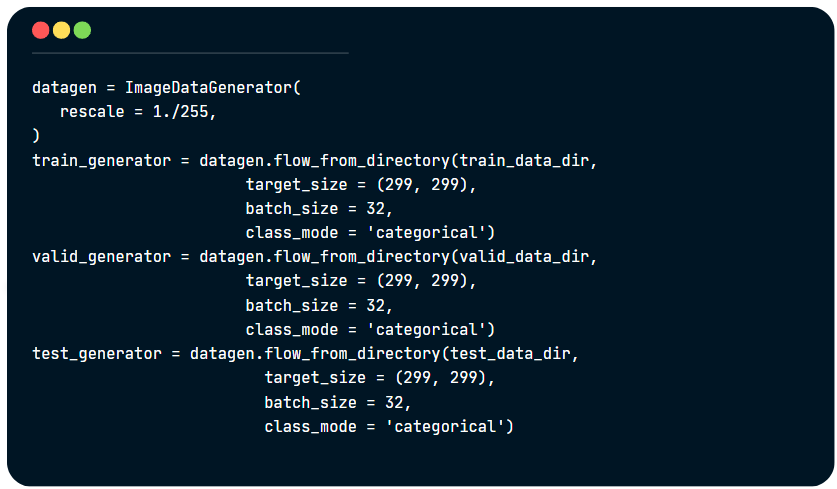 datagen = ImageDataGenerator(
   rescale = 1./255,
)
train_generator = datagen.flow_from_directory(train_data_dir,
                       target_size = (299, 299),
                       batch_size = 32,
                       class_mode = 'categorical')
valid_generator = datagen.flow_from_directory(valid_data_dir,
                       target_size = (299, 299),
                       batch_size = 32,
                       class_mode = 'categorical')
test_generator = datagen.flow_from_directory(test_data_dir,
                         target_size = (299, 299),
                         batch_size = 32,
                         class_mode = 'categorical')